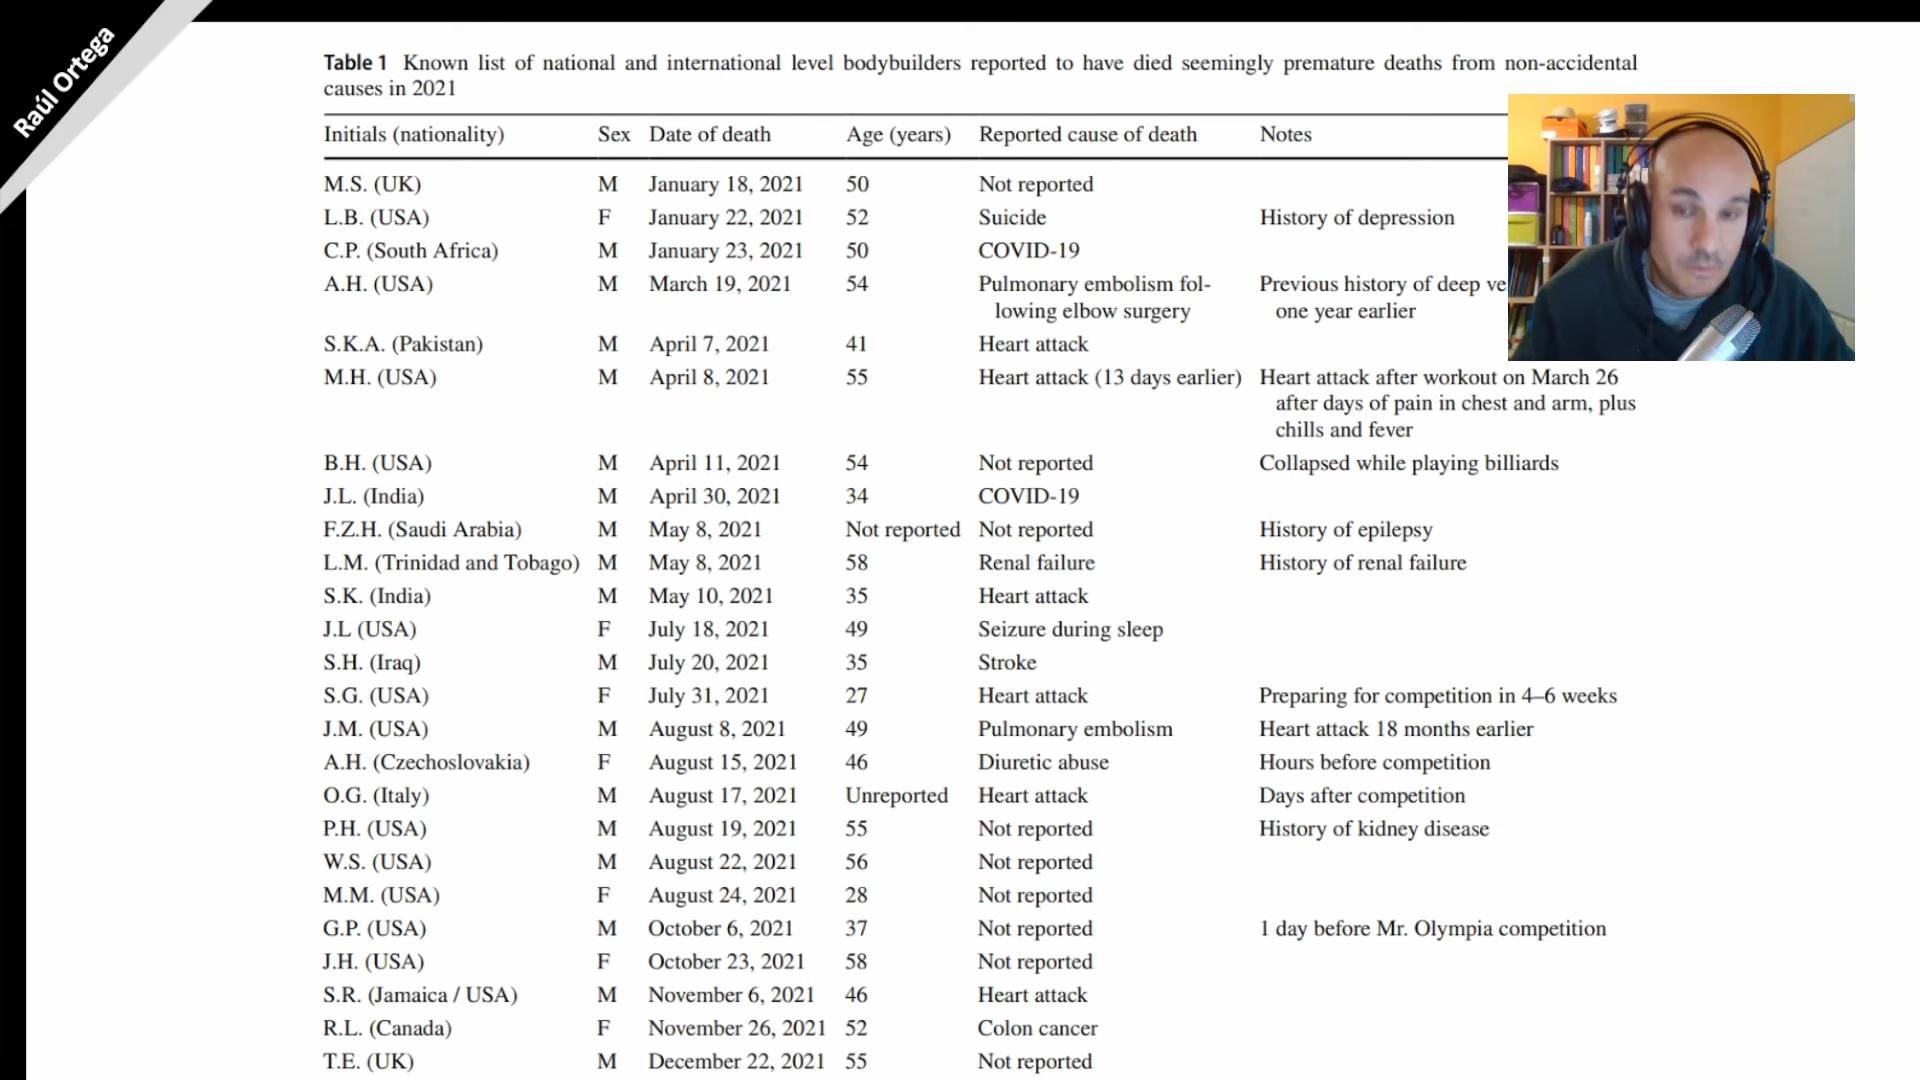 Raúl Ortega
Table 1 Known list of national and international level bodybuilders reported to have died seemingly premature deaths from non-accidental
causes in 2021
Initials (nationality) Sex Date of death Age (years) Reported cause of death Notes
M.S. (UK) M January 18, 2021 50 Not reported
L.B. (USA) F January 22, 2021 52 Suicide History of depression
C.P. (South Africa) M January 23, 2021 50 COVID-19
A.H. (USA) M March 19, 2021 54 Pulmonary embolism fol- Previous history of deep
lowing elbow surgery one year earlier
S.K.A. (Pakistan) M April 7, 2021 41 Heart attack
M.H. (USA) M April 8, 2021 55 Heart attack (13 days earlier) Heart attack after workout on March 26
after days of pain in chest and arm, plus
chills and fever
B.H. (USA) M April 11, 2021 54 Not reported Collapsed while playing billiards
J.L. (India) M April 30, 2021 34 COVID-19
F.Z.H. (Saudi Arabia) M May 8, 2021 Not reported Not reported History of epilepsy
L.M. (Trinidad and Tobago) M May 8, 2021 58 Renal failure History of renal failure
S.K. (India) M May 10, 2021 35 Heart attack
J.L (USA) F July 18, 2021 49 Seizure during sleep
S.H. (Iraq) M July 20, 2021 35 Stroke
S.G. (USA) F July 31, 2021 27 Heart attack Preparing for competition in 4–6 weeks
J.M. (USA) M August 8, 2021 49 Pulmonary embolism Heart attack 18 months earlier
A.H. (Czechoslovakia) F August 15, 2021 46 Diuretic abuse Hours before competition
O.G. (Italy) M August 17, 2021 Unreported Heart attack Days after competition
P.H. (USA) M August 19, 2021 55 Not reported History of kidney disease
W.S. (USA) M August 22, 2021 56 Not reported
M.M. (USA) F August 24, 2021 28 Not reported
G.P. (USA) M October 6, 2021 37 Not reported 1 day before Mr. Olympia competition
J.H. (USA) F October 23, 2021 58 Not reported
S.R. (Jamaica / USA) M November 6, 2021 46 Heart attack
R.L. (Canada) F November 26, 2021 52 Colon cancer
T.E. (UK) M December 22, 2021 55 Not reported